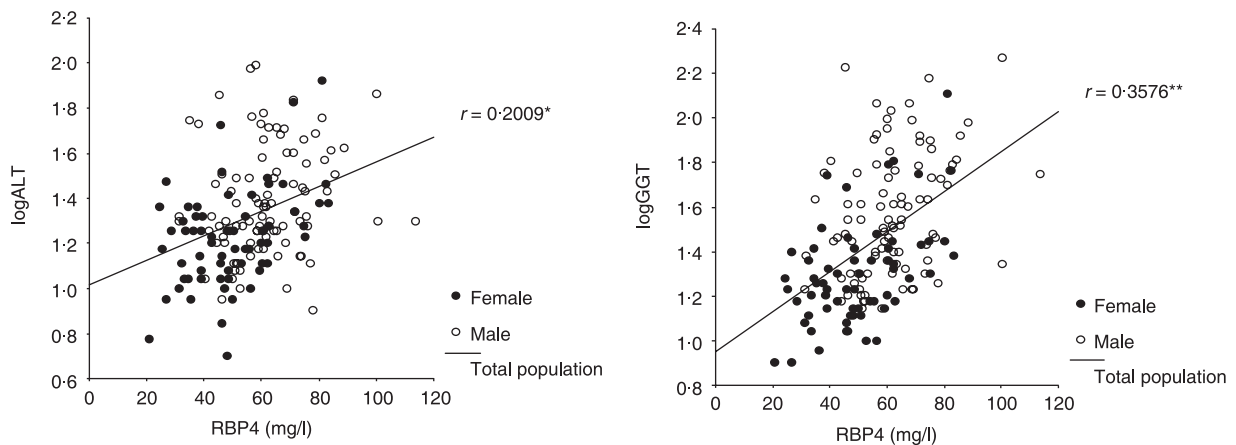 2·2
2·0
1·8
1·6
1·4
1·2
1·0
0·8
0·6
logALT
0 20 40 60 80 100 120
RBP4 (mg/l)
r = 0·2009*
Female
Male
Total population
2·4
2·2
2·0
1·8
1·6
1·4
1·2
1·0
0·8
logGGT
0 20 40 60 80 100 120
RBP4 (mg/l)
r = 0·3576**
Female
Male
Total population